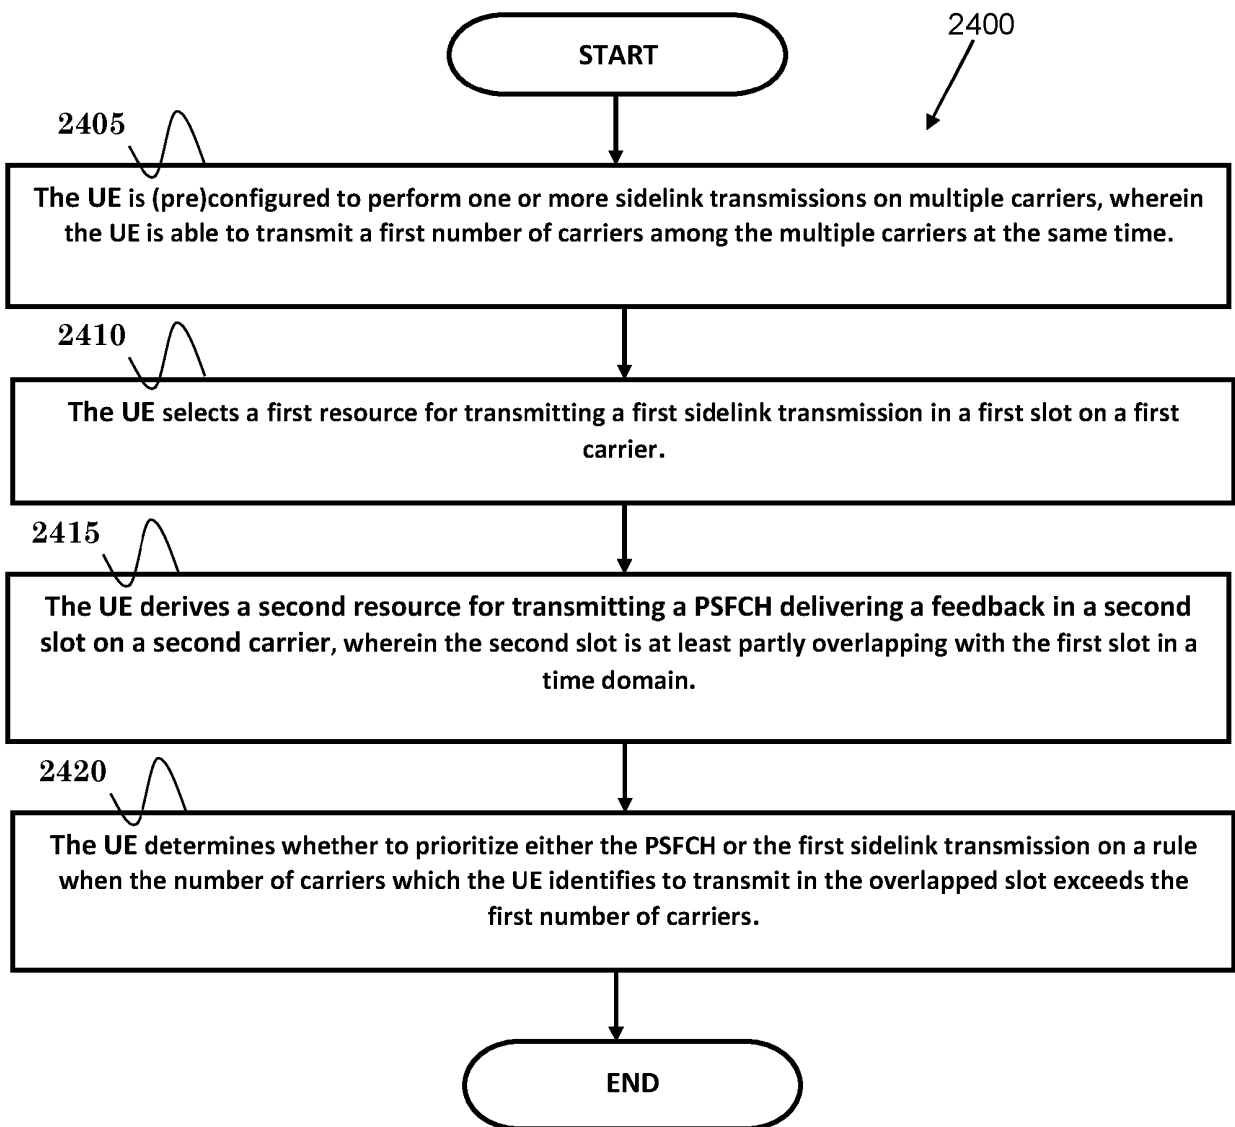 START
2400
2405
The UE is (pre)configured to perform one or more sidelink transmissions on multiple carriers, wherein
the UE is able to transmit a first number of carriers among the multiple carriers at the same time.
2410
The UE selects a first resource for transmitting a first sidelink transmission in a first slot on a first
carrier.
2415
The UE derives a second resource for transmitting a PSFCH delivering a feedback in a second
slot on a second carrier, wherein the second slot is at least partly overlapping with the first slot in a
time domain.
2420
The UE determines whether to prioritize either the PSFCH or the first sidelink transmission on a rule
when the number of carriers which the UE identifies to transmit in the overlapped slot exceeds the
first number of carriers.
END